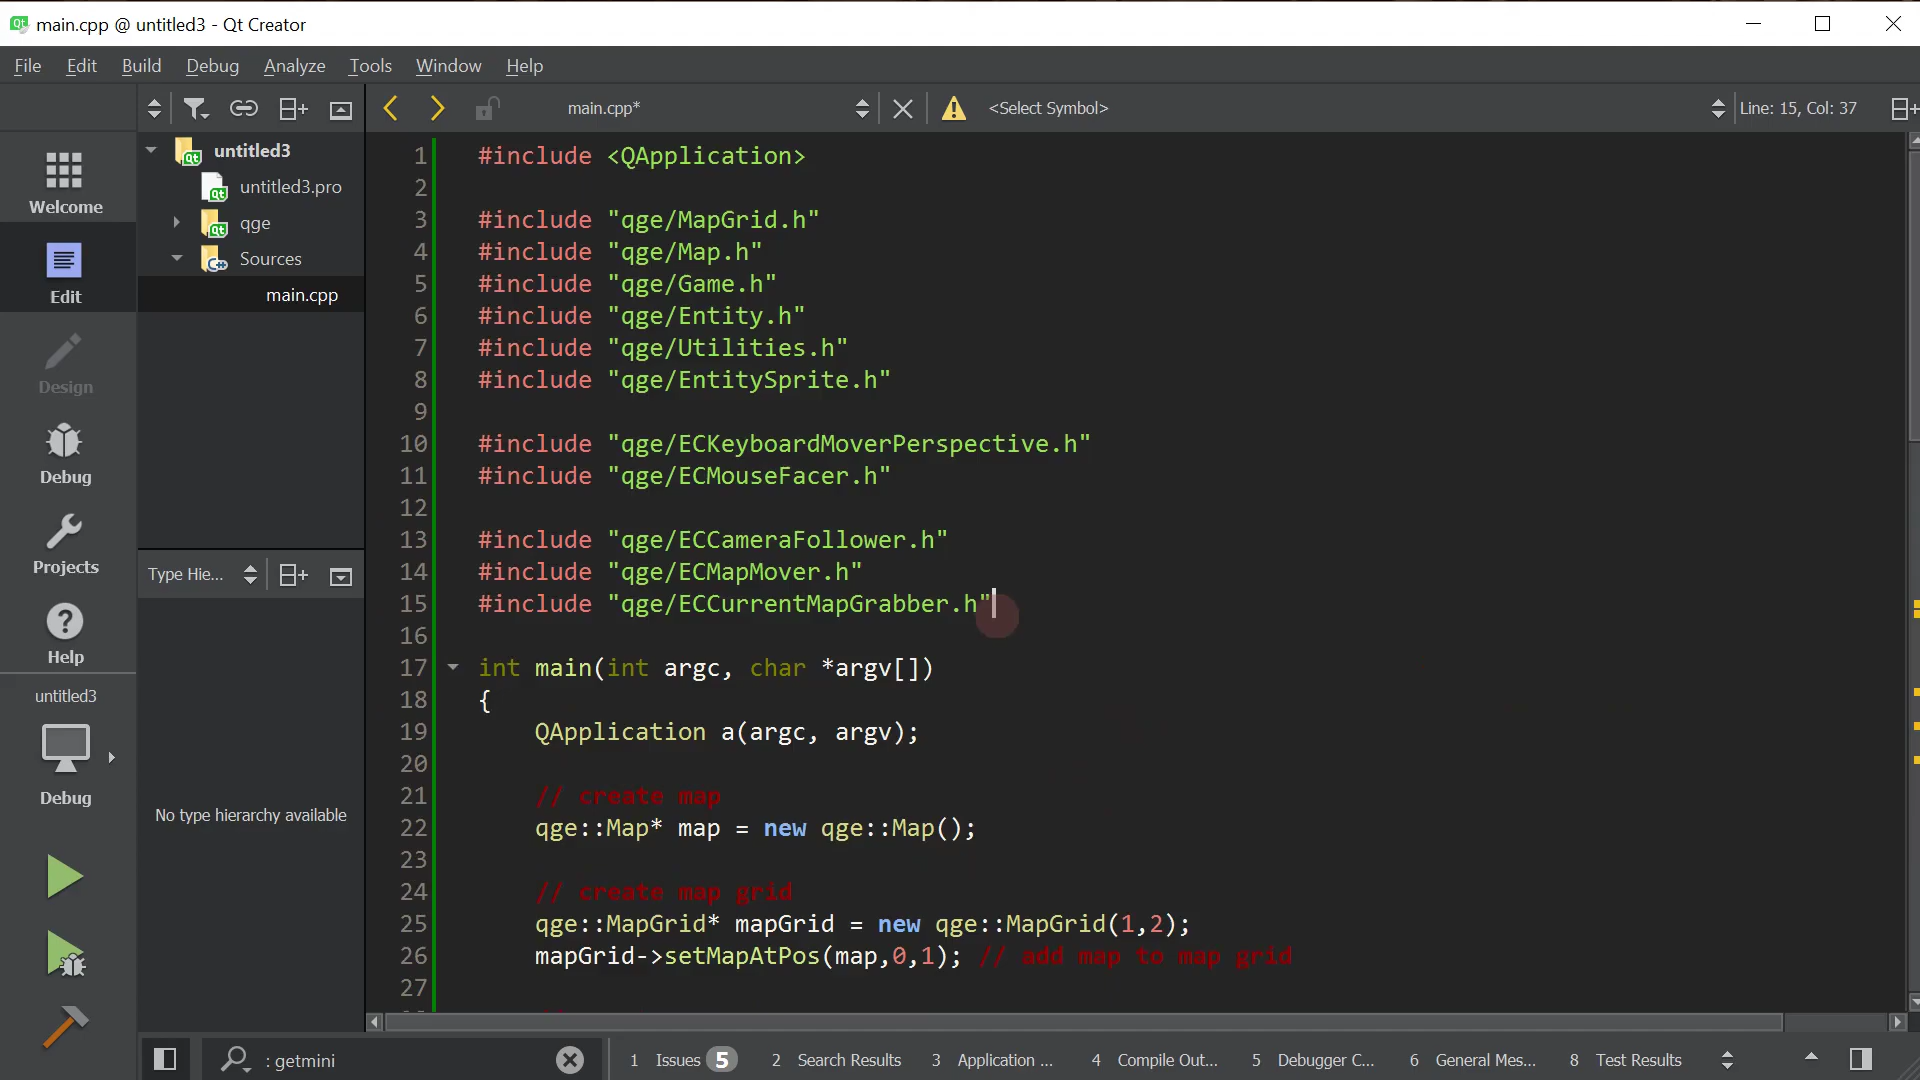 main.cpp @ untitled3 - Qt Creator
File Edit Build Debug Analyze Tools Window Help
main.cpp* <Select Symbol> Line: 15, Col: 37
Welcome
Edit
Design
Debug
Projects
Help
untitled3
Debug
untitled3
untitled3.pro
qge
Sources
main.cpp
Type Hie...
No type hierarchy available
1 #include <QApplication>
2
3 #include "qge/MapGrid.h"
4 #include "qge/Map.h"
5 #include "qge/Game.h"
6 #include "qge/Entity.h"
7 #include "qge/Utilities.h"
8 #include "qge/EntitySprite.h"
9
10 #include "qge/ECKeyboardMoverPerspective.h"
11 #include "qge/ECMouseFacer.h"
12
13 #include "qge/ECCameraFollower.h"
14 #include "qge/ECMapMover.h"
15 #include "qge/ECCurrentMapGrabber.h"
16
17 int main(int argc, char *argv[])
18 {
19 QApplication a(argc, argv);
20
21 // create map
22 qge::Map* map = new qge::Map();
23
24 // create map grid
25 qge::MapGrid* mapGrid = new qge::MapGrid(1,2);
26 mapGrid->setMapAtPos(map,0,1); // add map to map grid
27
: getmini
1 Issues 5 2 Search Results 3 Application ... 4 Compile Out... 5 Debugger C... 6 General Mes... 8 Test Results